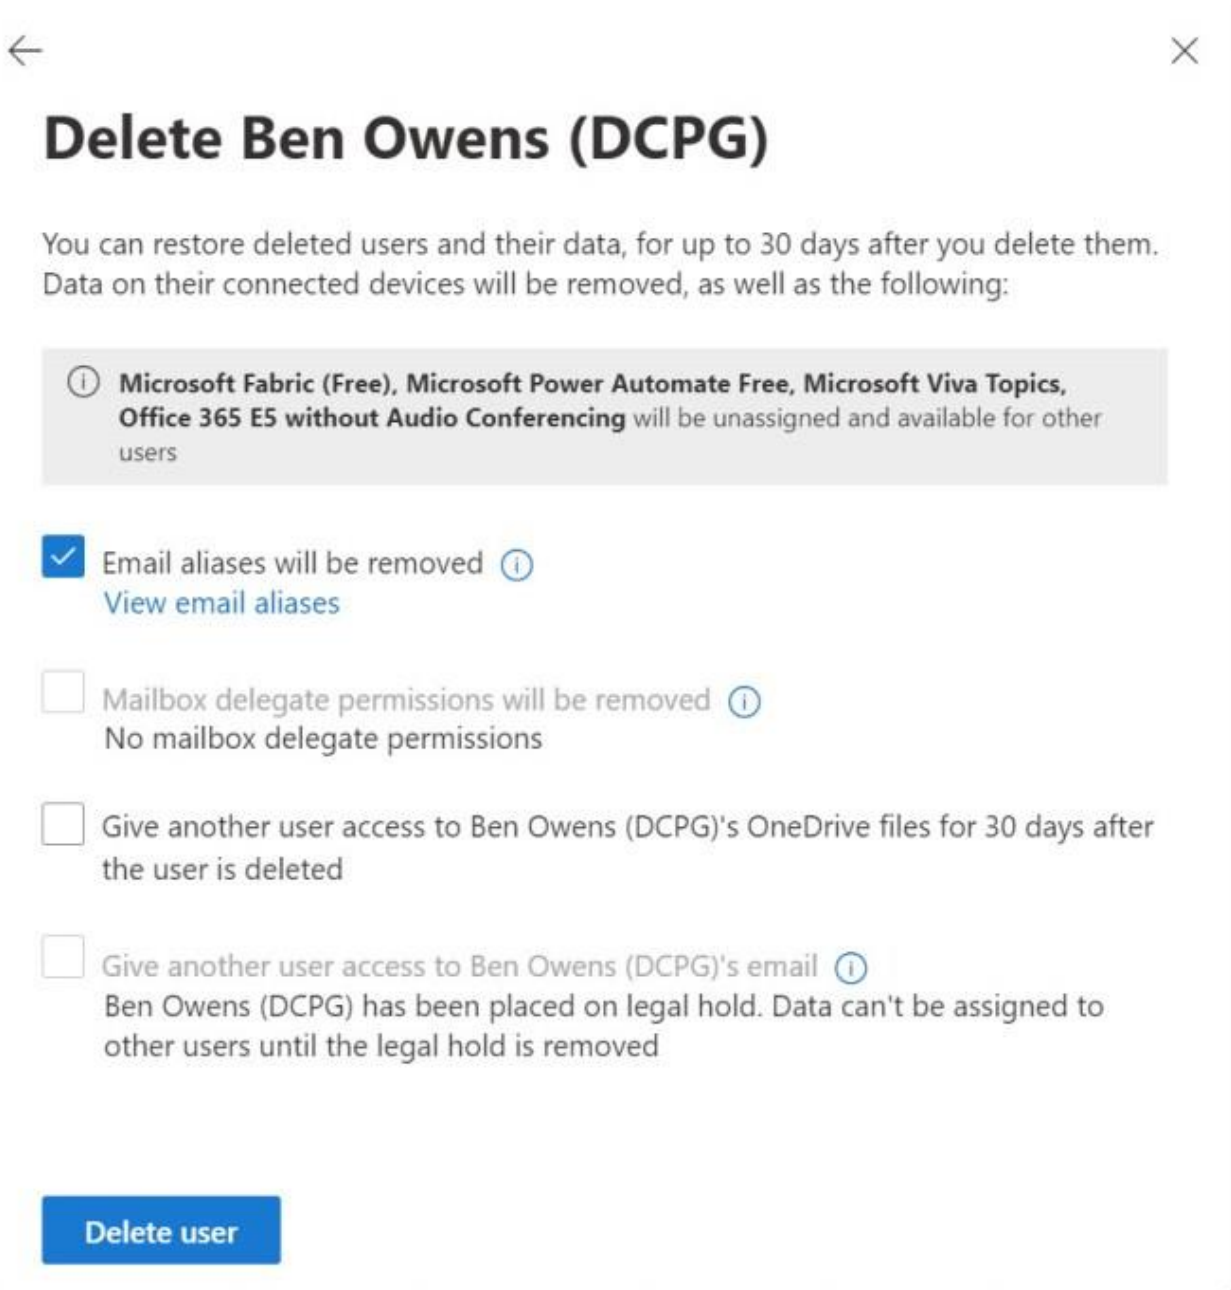 Delete Ben Owens (DCPG)
You can restore deleted users and their data, for up to 30 days after you delete them.
Data on their connected devices will be removed, as well as the following:
Microsoft Fabric (Free), Microsoft Power Automate Free, Microsoft Viva Topics,
Office 365 E5 without Audio Conferencing will be unassigned and available for other
users
Email aliases will be removed
View email aliases
Mailbox delegate permissions will be removed
No mailbox delegate permissions
Give another user access to Ben Owens (DCPG)'s OneDrive files for 30 days after
the user is deleted
Give another user access to Ben Owens (DCPG)'s email
Ben Owens (DCPG) has been placed on legal hold. Data can't be assigned to
other users until the legal hold is removed
Delete user